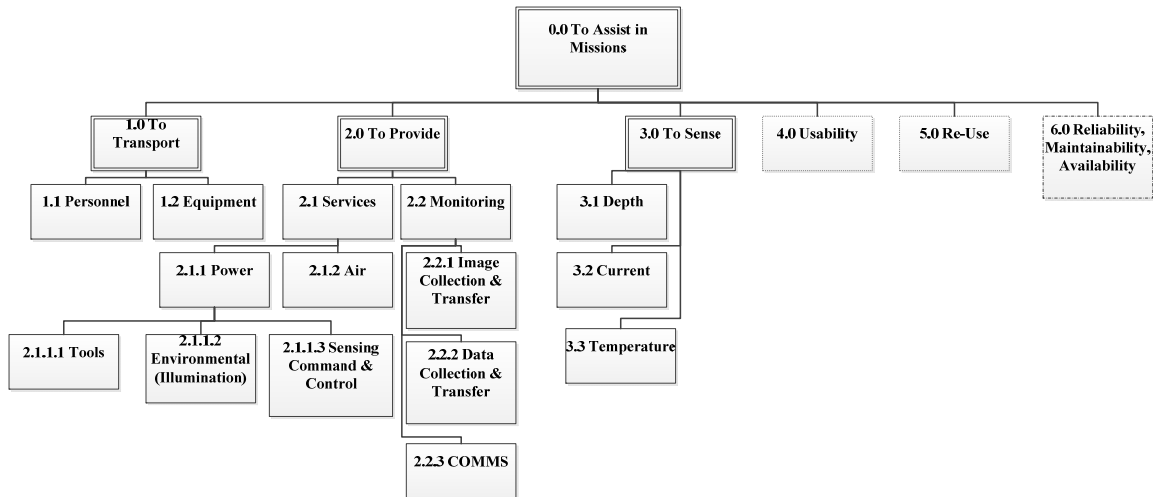 0.0 To Assist in
Missions
1.0 To
Transport
2.0 To Provide
3.0 To Sense
4.0 Usability
5.0 Re-Use
6.0 Reliability,
Maintainability,
Availability
1.1 Personnel
1.2 Equipment
2.1 Services
2.2 Monitoring
3.1 Depth
2.1.1 Power
2.1.2 Air
2.2.1 Image
Collection &
Transfer
3.2 Current
2.1.1.1 Tools
2.1.1.2
Environmental
(Illumination)
2.1.1.3 Sensing
Command &
Control
2.2.2 Data
Collection &
Transfer
3.3 Temperature
2.2.3 COMMS